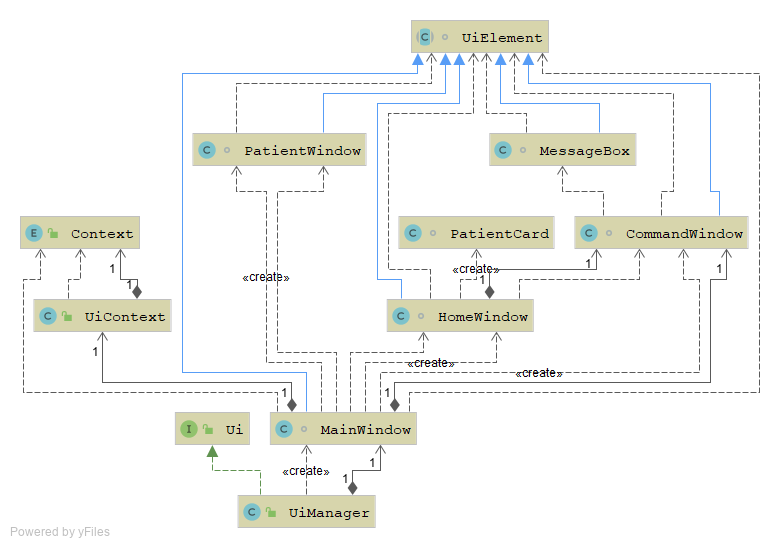 C UiElement
C PatientWindow
C MessageBox
E Context
C PatientCard
C CommandWindow
«create»
«create»
1
1
1
1
1
C UiContext
C HomeWindow
1
«create»
«create»
1
1
I Ui
C MainWindow
1
«create»
1
C UiManager
Powered by yFiles